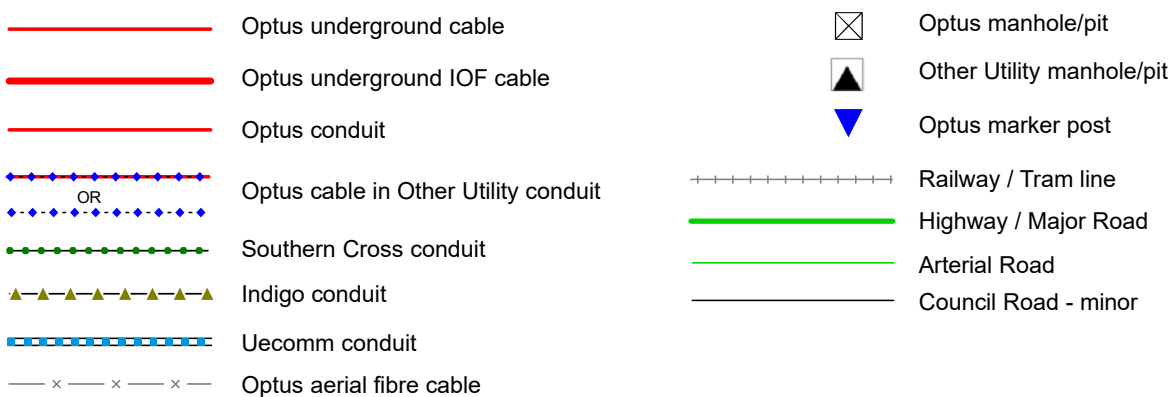 Optus underground cable
Optus underground IOF cable
Optus conduit
OR
Optus cable in Other Utility conduit
Southern Cross conduit
Indigo conduit
Uecomm conduit
Optus aerial fibre cable
Optus manhole/pit
Other Utility manhole/pit
Optus marker post
Railway / Tram line
Highway / Major Road
Arterial Road
Council Road - minor